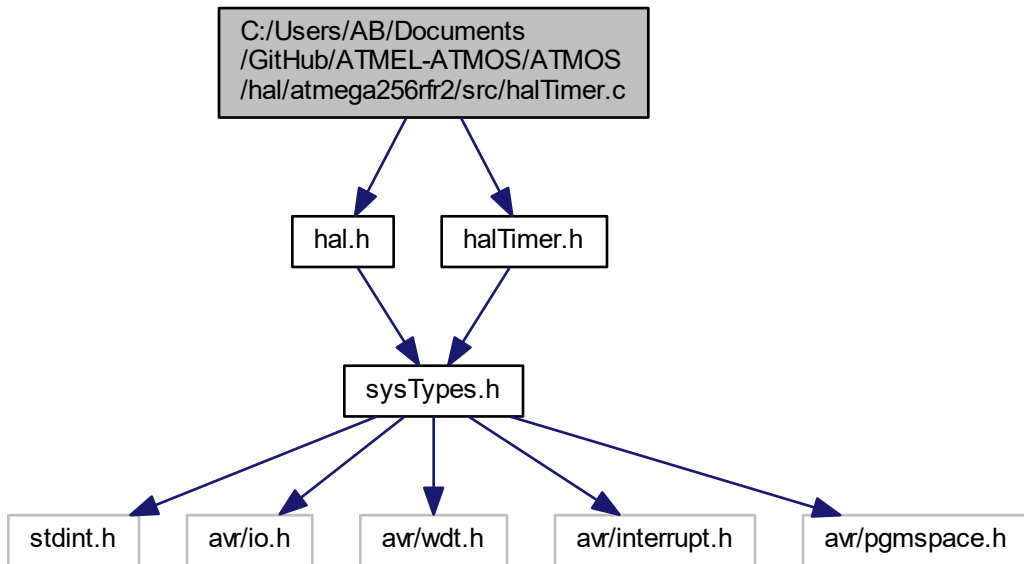 C:/Users/AB/Documents
/GitHub/ATMEL-ATMOS/ATMOS
/hal/atmega256rfr2/src/halTimer.c
hal.h
halTimer.h
sysTypes.h
stdint.h
avr/io.h
avr/wdt.h
avr/interrupt.h
avr/pgmspace.h